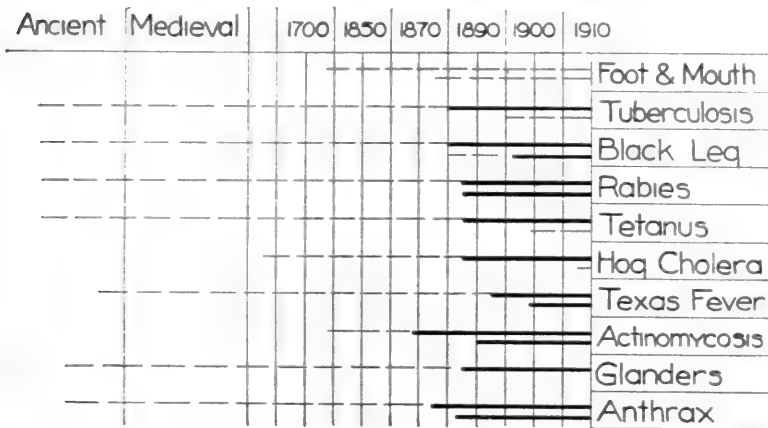 Ancient Medieval 1700 1850 1870 1890 1900 1910
Foot & Mouth
Tuberculosis
Black Leg
Rabies
Tetanus
Hog Cholera
Texas Fever
Actinomycosis
Glanders
Anthrax